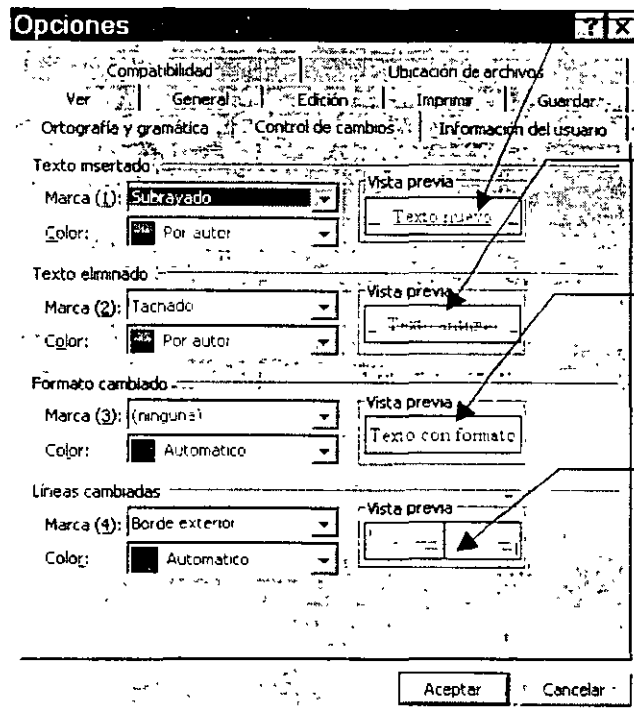 Opciones
Compatibilidad Ubicación de archivos
Ver General Edición Imprimir Guardar
Ortografía y gramática Control de cambios Información del usuario
Texto insertado
Marca (1): Subrayado
Color: Por autor
Vista previa
Texto nuevo
Texto eliminado
Marca (2): Tachado
Color: Por autor
Vista previa
Texto
Formato cambiado
Marca (3): (ninguna)
Color: Automatico
Vista previa
Texto con formato
Líneas cambiadas
Marca (4): Borde exterior
Color: Automatico
Vista previa
Aceptar Cancelar